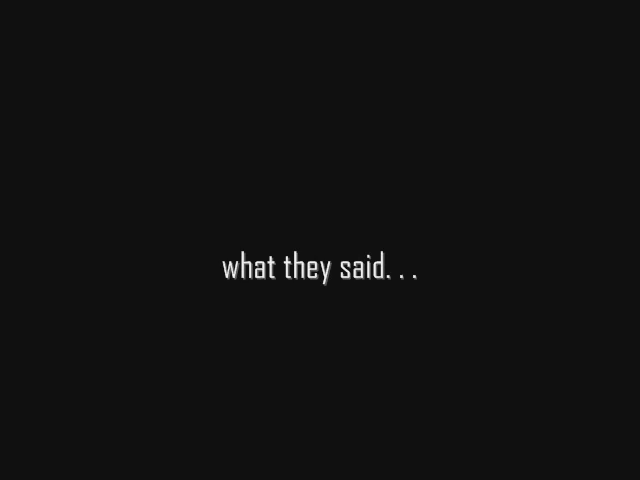 what they said. . .